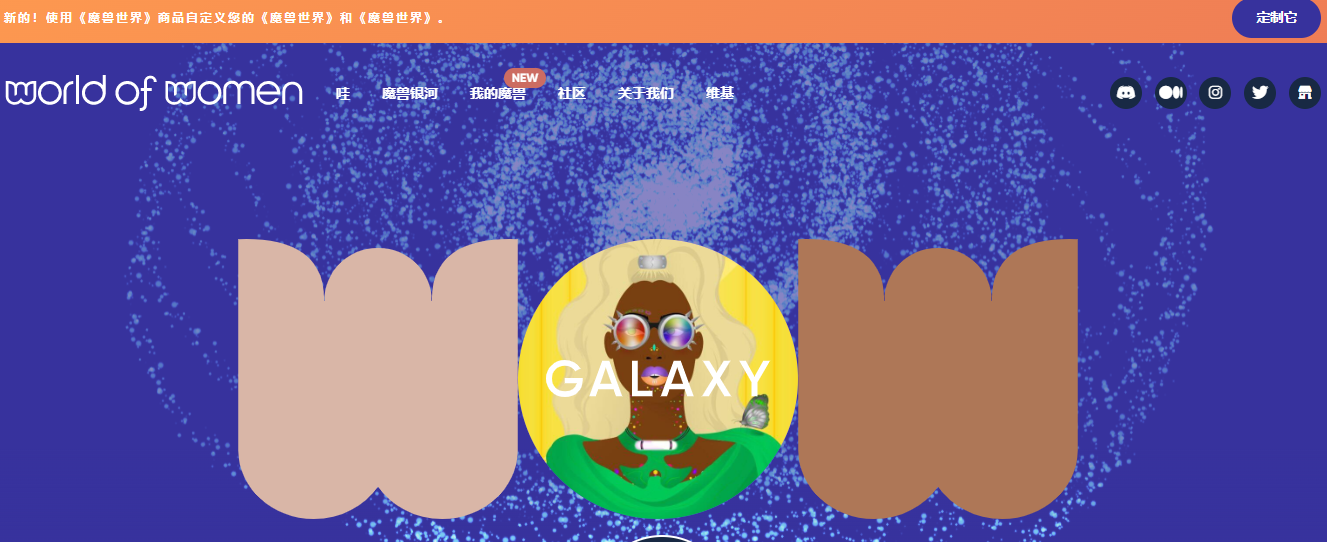 新的！使用《魔兽世界》商品自定义您的《魔兽世界》和《魔兽世界》。
定制它
world of women
哇
魔兽银河
我的魔兽
NEW
社区
关于我们
维基
GALAXY